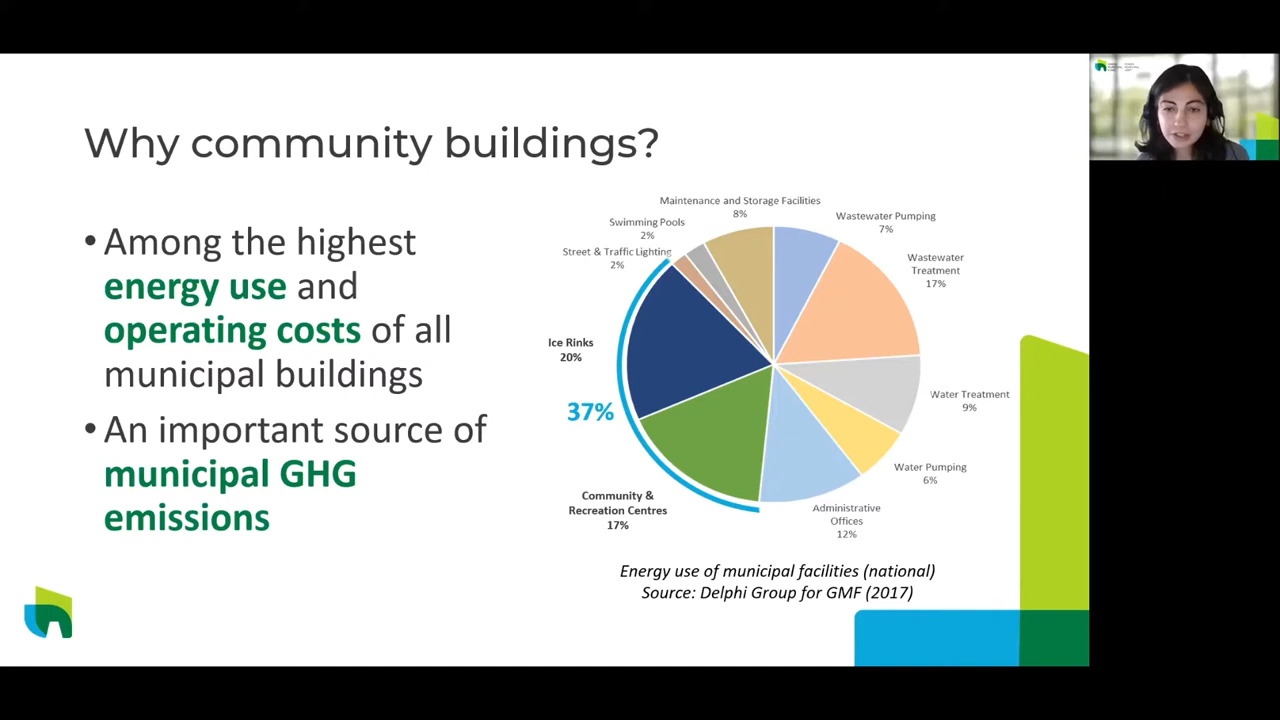 Why community buildings?
• Among the highest
energy use and
operating costs of all
municipal buildings
• An important source of
municipal GHG
emissions
Maintenance and Storage Facilities
8%
Swimming Pools
2%
Street & Traffic Lighting
2%
Wastewater Pumping
7%
Wastewater
Treatment
17%
Ice Rinks
20%
37%
Water Treatment
9%
Water Pumping
6%
Community &
Recreation Centres
17%
Administrative
Offices
12%
Energy use of municipal facilities (national)
Source: Delphi Group for GMF (2017)